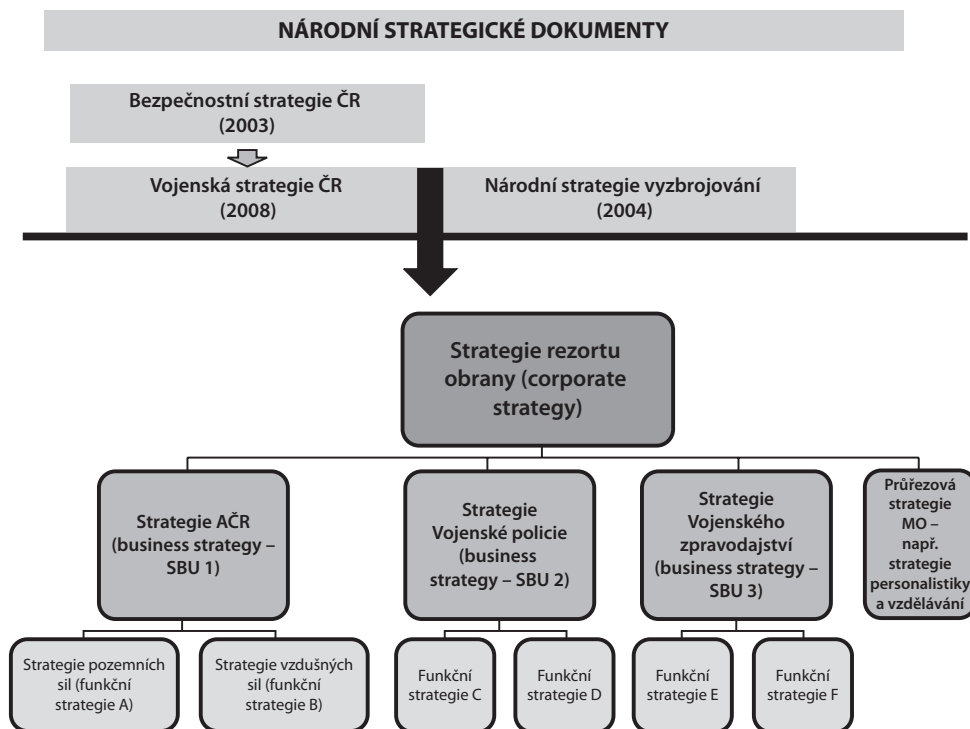 NÁRODNÍ STRATEGICKÉ DOKUMENTY
Bezpečnostní strategie ČR
(2003)
Vojenská strategie ČR
(2008)
Národní strategie vyzbrojování
(2004)
Strategie rezortu
obrany (corporate
strategy)
Strategie AČR
(business strategy –
SBU 1)
Strategie
Vojenské policie
(business
strategy – SBU 2)
Strategie
Vojenského
zpravodajství
(business strategy –
SBU 3)
Průřezová
strategie
MO –
např.
strategie
personalistiky
a vzdělávání
Strategie pozemních
sil (funkční
strategie A)
Strategie vzdušných
sil (funkční
strategie B)
Funkční
strategie C
Funkční
strategie D
Funkční
strategie E
Funkční
strategie F